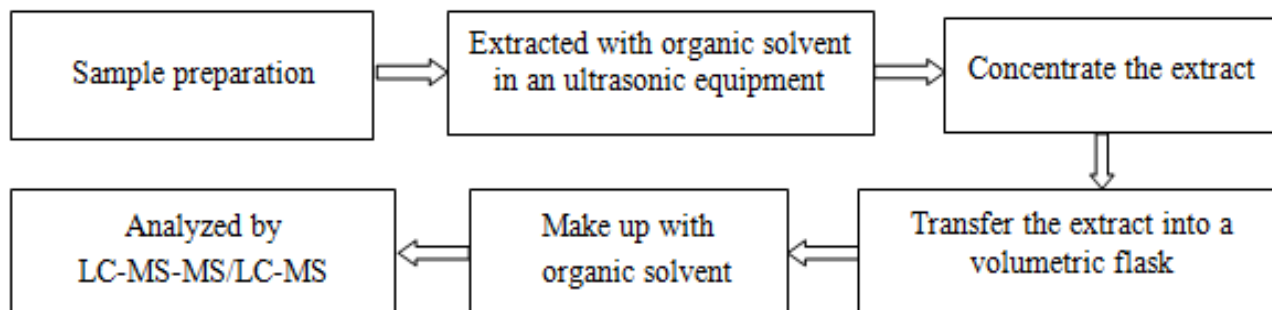 Sample preparation
Extracted with organic solvent
in an ultrasonic equipment
Concentrate the extract
Transfer the extract into a
volumetric flask
Make up with
organic solvent
Analyzed by
LC-MS-MS/LC-MS